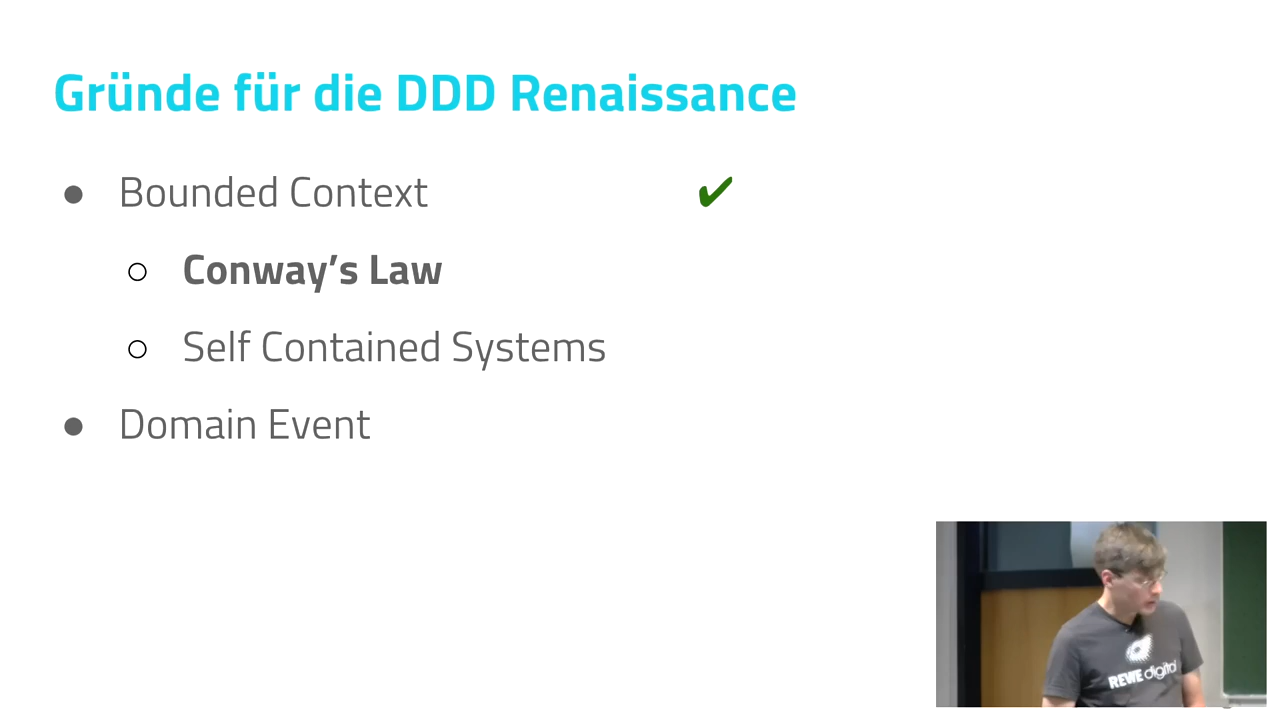 Gründe für die DDD Renaissance
● Bounded Context ✔
○ Conway’s Law
○ Self Contained Systems
● Domain Event
REWE digital